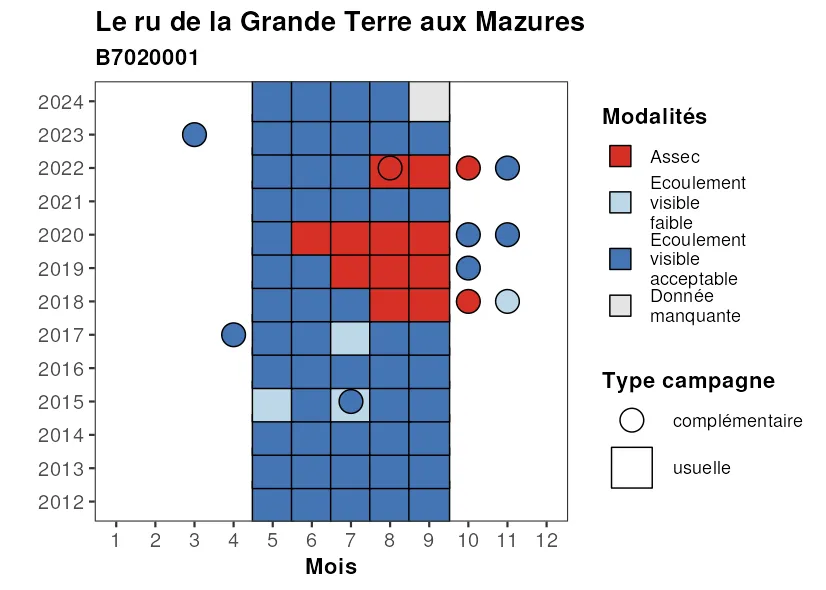 Le ru de la Grande Terre aux Mazures
B7020001
2024
2023
2022
2021
2020
2019
2018
2017
2016
2015
2014
2013
2012
1 2 3 4 5 6 7 8 9 10 11 12
Mois
Modalités
Assec
Ecoulement
visible
faible
Ecoulement
visible
acceptable
Donnée
manquante
Type campagne
complémentaire
usuelle